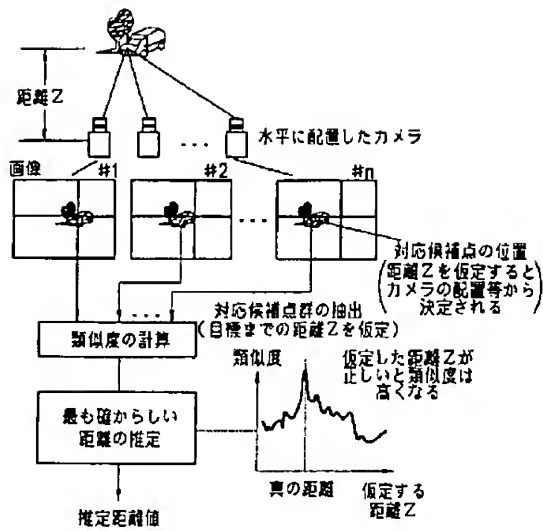 距離Z
水平に配置したカメラ
画像
#1
#2
#n
対応候補点の位置
(距離Zを仮定すると
カメラの配置等から
決定される)
対応候補点群の抽出
(目標までの距離Zを仮定)
類似度の計算
類似度
仮定した距離Zが
正しいと類似度は
高くなる
最も確からしい
距離の推定
真の距離
仮定する
距離Z
推定距離値